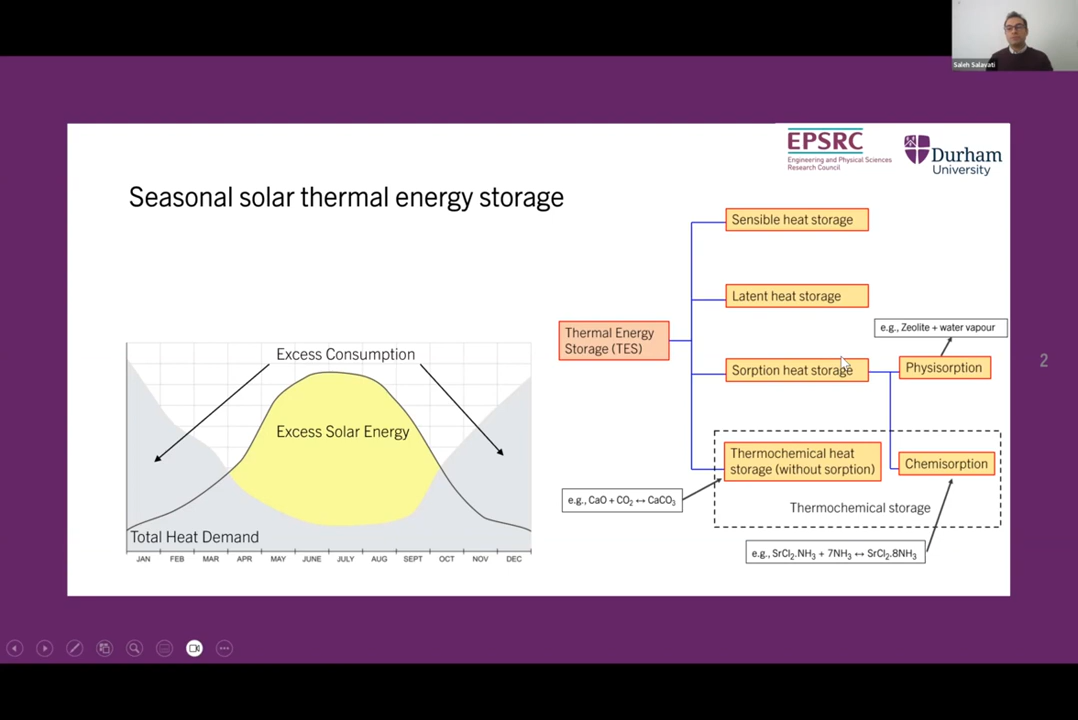 Saleh Salavati
EPSRC
Engineering and Physical Sciences
Research Council
Durham
University
Seasonal solar thermal energy storage
Excess Consumption
Excess Solar Energy
Total Heat Demand
JAN FEB MAR APR MAY JUNE JULY AUG SEPT OCT NOV DEC
Thermal Energy
Storage (TES)
Sensible heat storage
Latent heat storage
e.g., Zeolite + water vapour
Sorption heat storage
Physisorption
Thermochemical heat
storage (without sorption)
Chemisorption
e.g., CaO + CO₂ ↔ CaCO₃
Thermochemical storage
e.g., SrCl₂.NH₃ + 7NH₃ ↔ SrCl₂.8NH₃
2